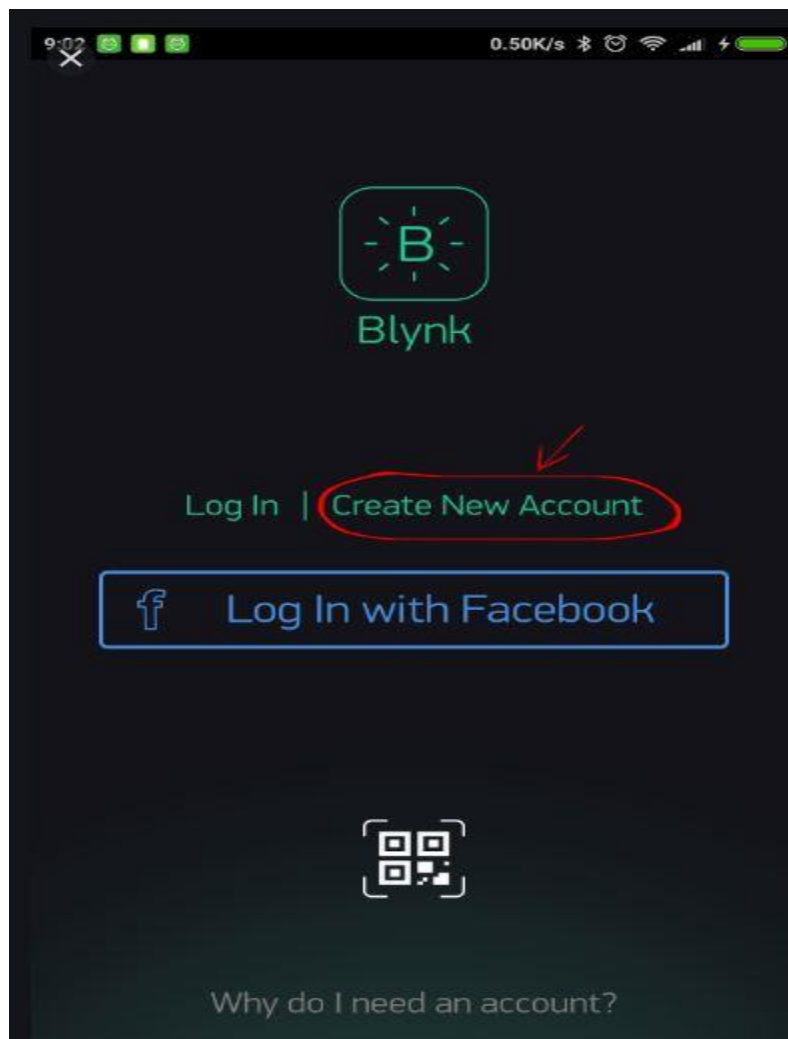 9:02 0.50K/s
B
Blynk
Log In | Create New Account
f Log In with Facebook
Why do I need an account?